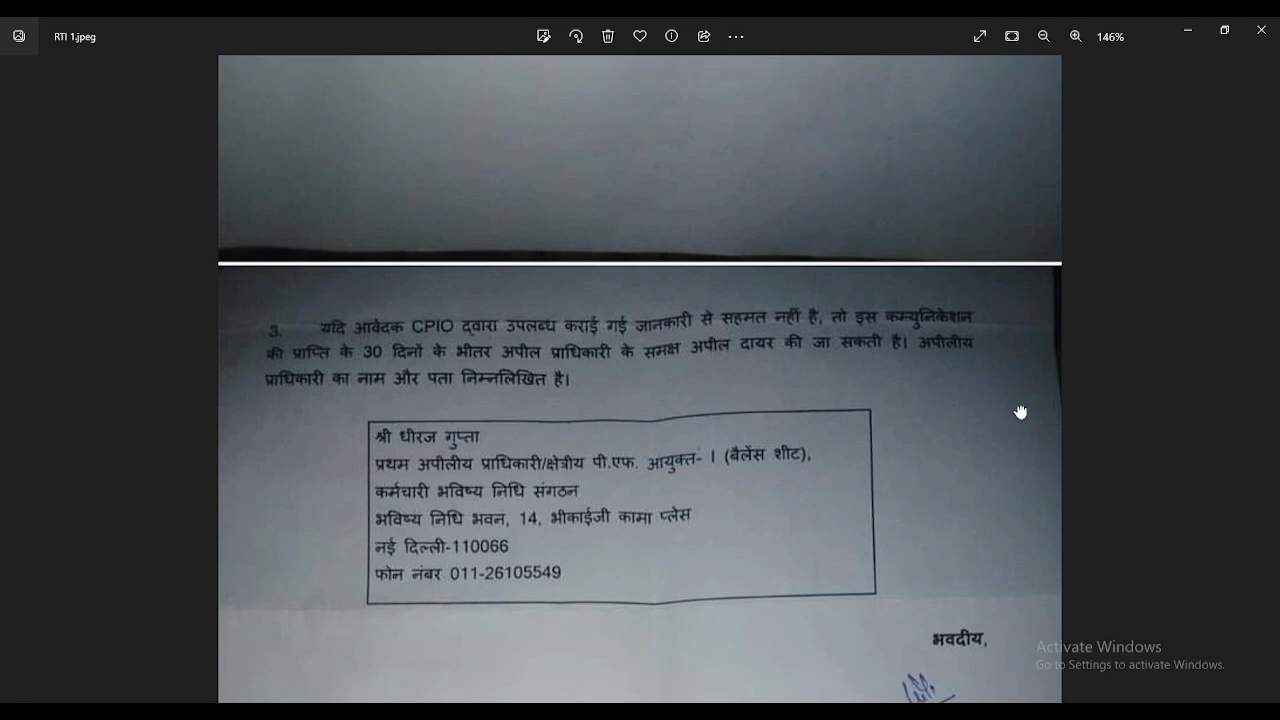 RTI 1.jpeg
146%
3. यदि आवेदक CPIO द्वारा उपलब्ध कराई गई जानकारी से सहमत नहीं है, तो इस कम्युनिकेशन
की प्राप्ति के 30 दिनों के भीतर अपील प्राधिकारी के समक्ष अपील दायर की जा सकती है। अपीलीय
प्राधिकारी का नाम और पता निम्नलिखित है।
श्री धीरज गुप्ता
प्रथम अपीलीय प्राधिकारी/क्षेत्रीय पी.एफ. आयुक्त- I (बैलेंस शीट),
कर्मचारी भविष्य निधि संगठन
भविष्य निधि भवन, 14, भीकाईजी कामा प्लेस
नई दिल्ली-110066
फोन नंबर 011-26105549
भवदीय,
Activate Windows
Go to Settings to activate Windows.